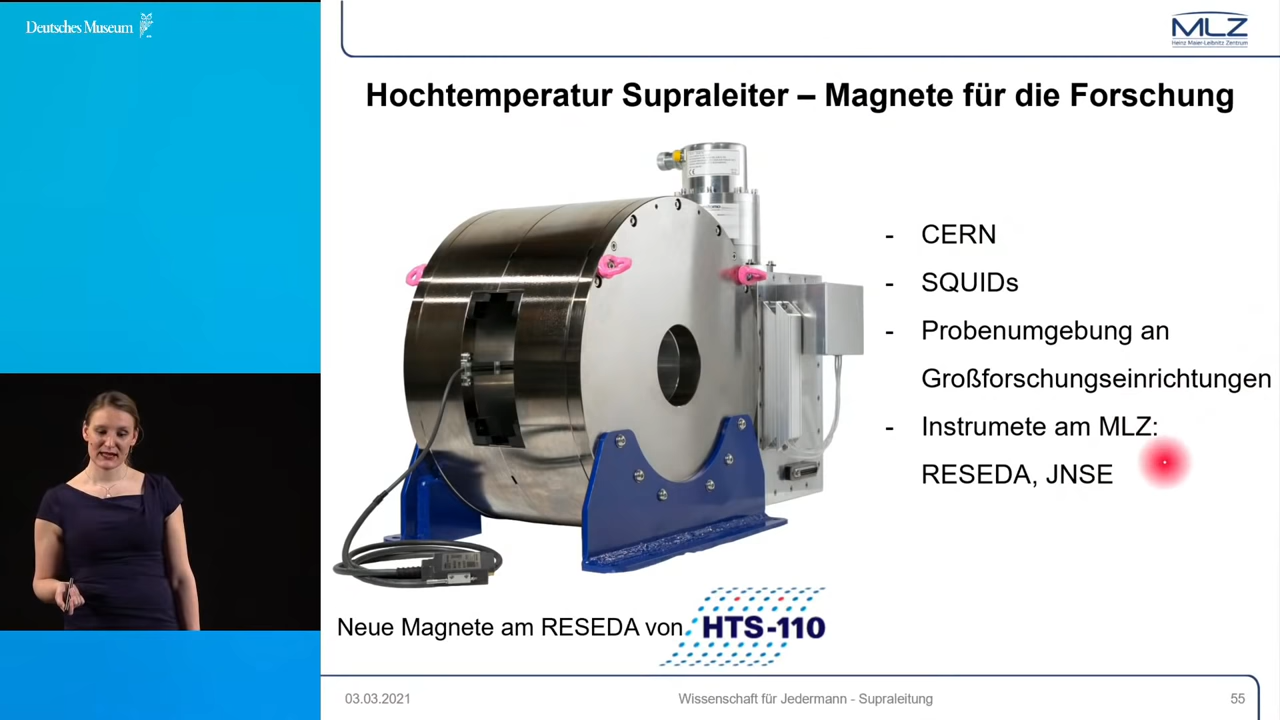 Deutsches Museum
MLZ
Heinz Maier-Leibnitz Zentrum
Hochtemperatur Supraleiter – Magnete für die Forschung
- CERN
- SQUIDs
- Probenumgebung an
Großforschungseinrichtungen
- Instrumete am MLZ:
RESEDA, JNSE
Neue Magnete am RESEDA von
HTS-110
03.03.2021
Wissenschaft für Jedermann - Supraleitung
55